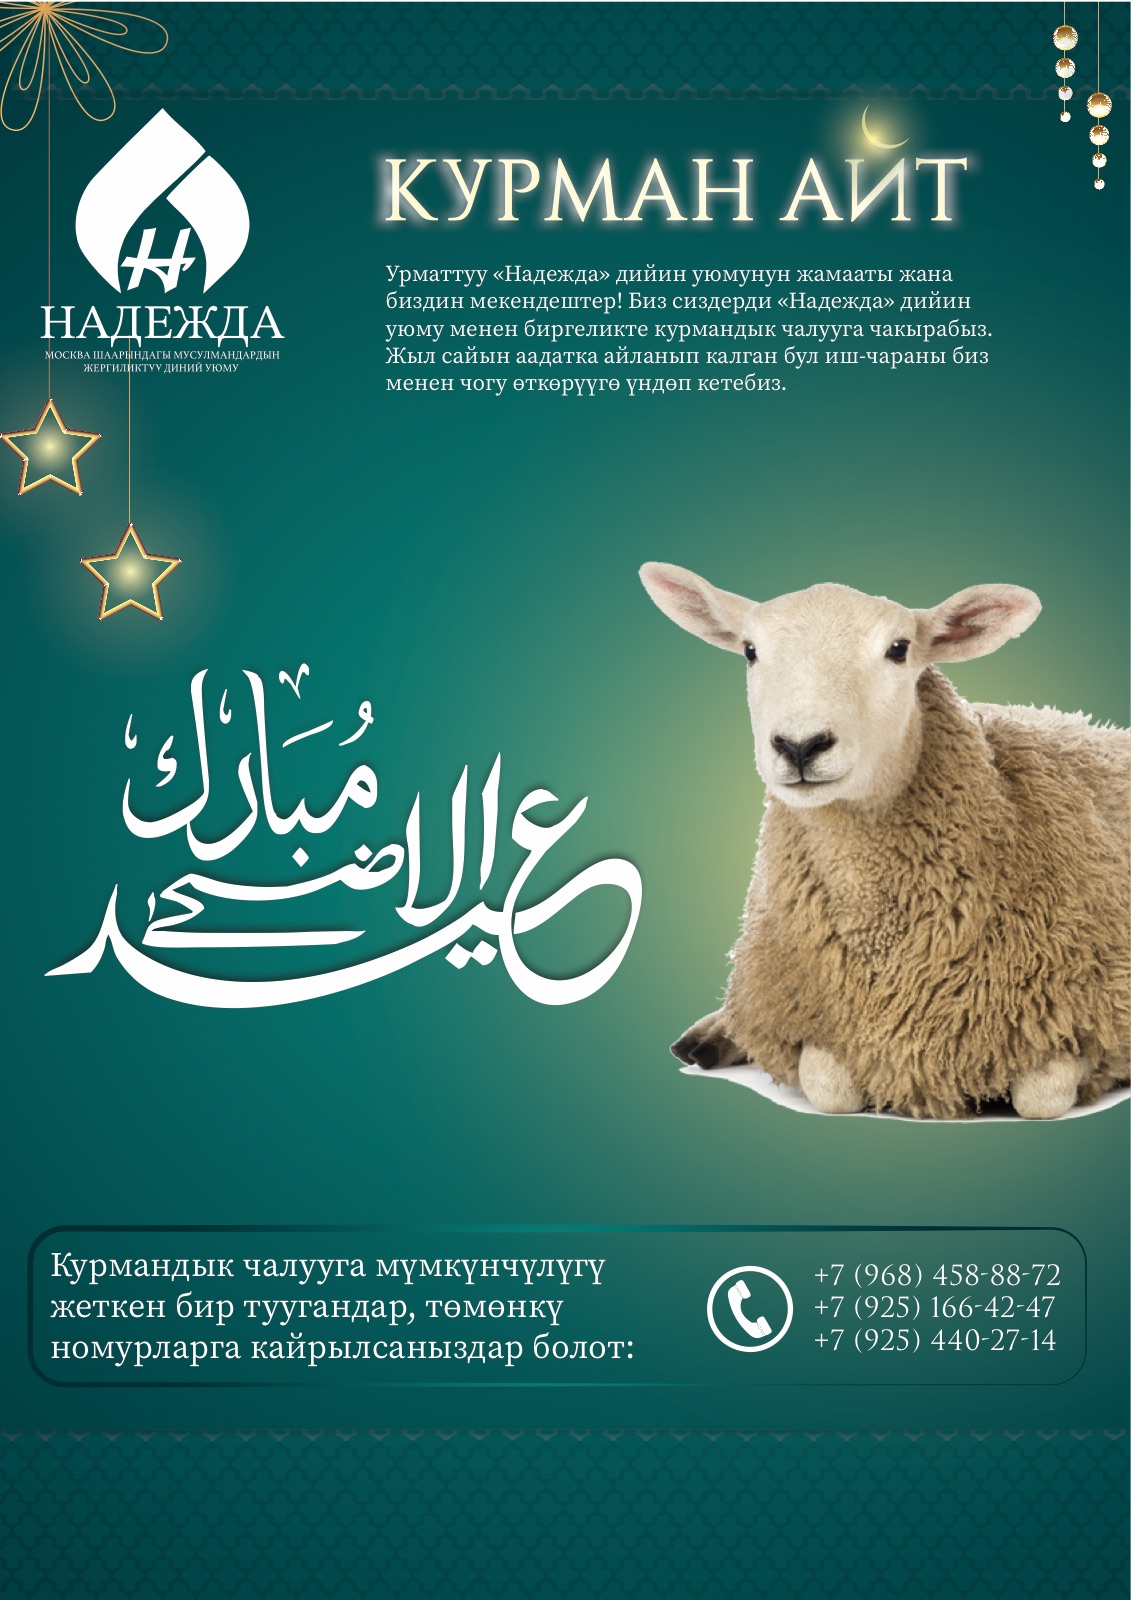 Н
НАДЕЖДА
МОСКВА ШААРЫНДАГЫ МУСУЛМАНДАРДЫН
ЖЕРГИЛИКТҮҮ ДИНИЙ УЮМУ
КУРМАН АЙТ
Урматтуу «Надежда» дийин уюмунун жамааты жана
биздин мекендештер! Биз сиздерди «Надежда» дийин
уюму менен биргеликте курмандык чалууга чакырабыз.
Жыл сайын аадатка айланып калган бул иш-чараны биз
менен чогу өткөрүүгө үндөп кетебиз.
عيد الاضحى
مُبَارك
Курмандык чалууга мүмкүнчүлүгү
жеткен бир туугандар, төмөнкү
номурларга кайрылсаныздар болот:
+7 (968) 458-88-72
+7 (925) 166-42-47
+7 (925) 440-27-14